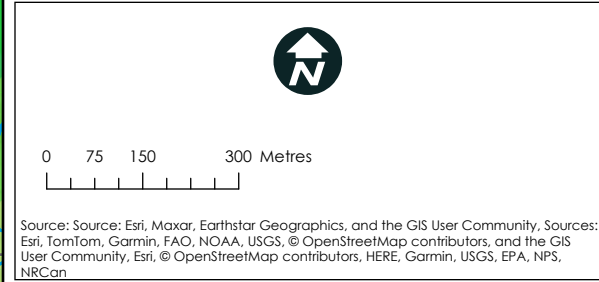 N
0 75 150 300 Metres
Source: Source: Esri, Maxar, Earthstar Geographics, and the GIS User Community, Sources:
Esri, TomTom, Garmin, FAO, NOAA, USGS, © OpenStreetMap contributors, and the GIS
User Community, Esri, © OpenStreetMap contributors, HERE, Garmin, USGS, EPA, NPS,
NRCan